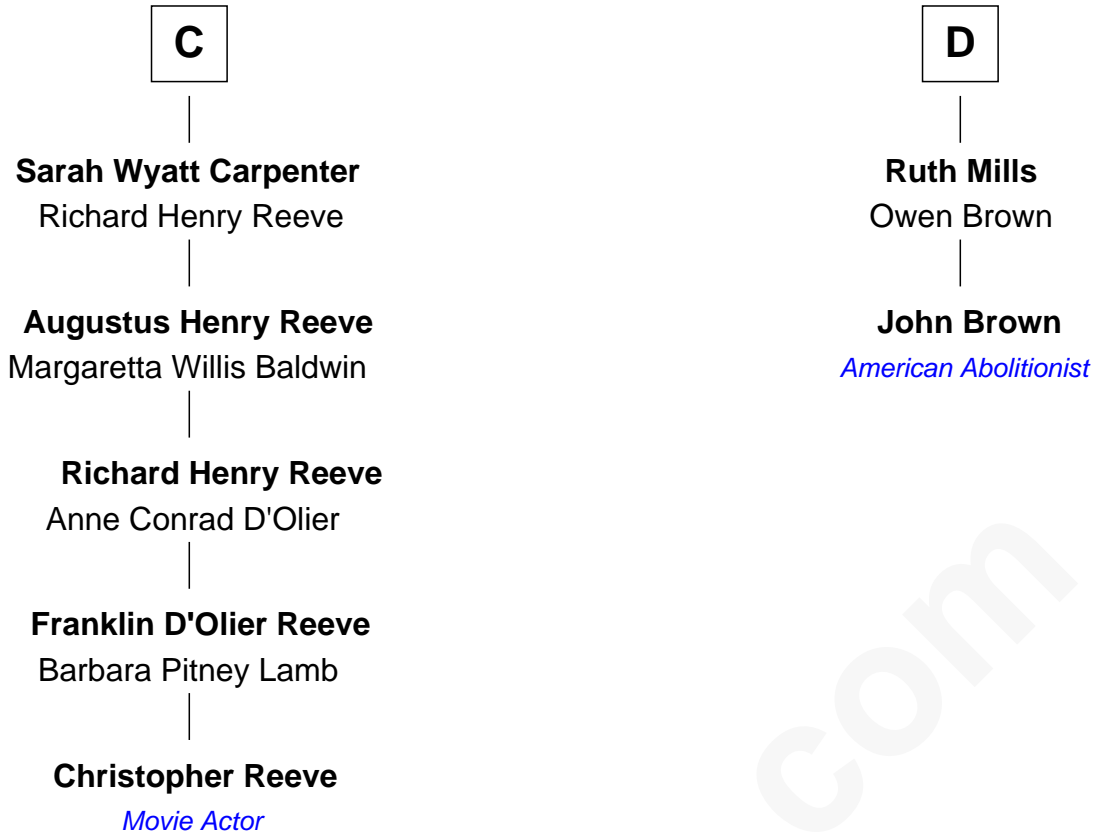 C
Sarah Wyatt Carpenter
Richard Henry Reeve
Augustus Henry Reeve
Margaretta Willis Baldwin
Richard Henry Reeve
Anne Conrad D'Olier
Franklin D'Olier Reeve
Barbara Pitney Lamb
Christopher Reeve
Movie Actor
D
Ruth Mills
Owen Brown
John Brown
American Abolitionist
com